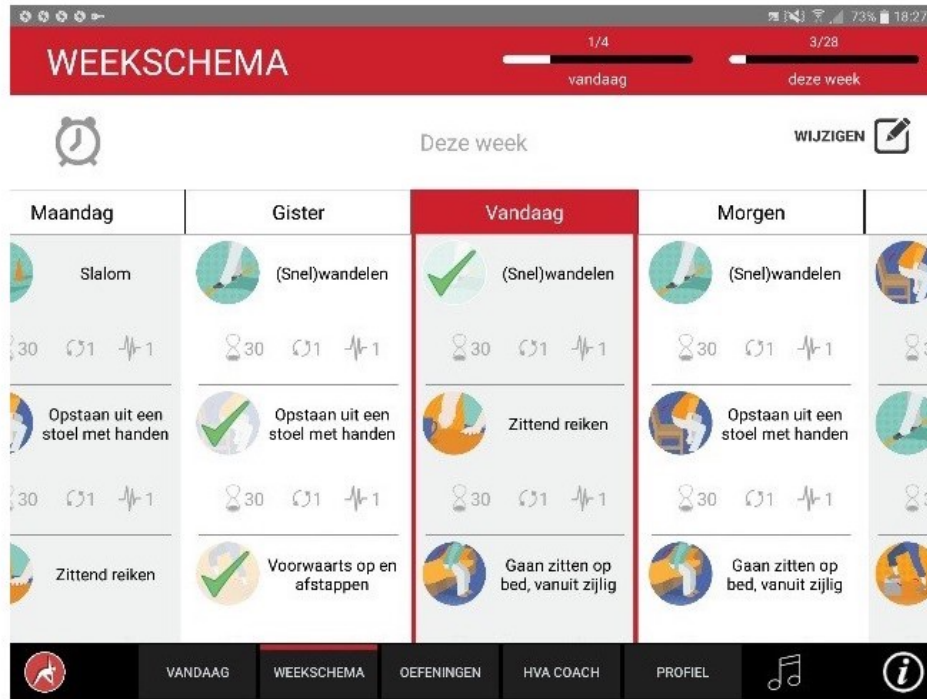 73% 18:27
WEEKSCHEMA
1/4
vandaag
3/28
deze week
Deze week
WIJZIGEN
Maandag
Gister
Vandaag
Morgen
Slalom
(Snel)wandelen
(Snel)wandelen
(Snel)wandelen
30 1 1
30 1 1
30 1 1
30 1 1
Opstaan uit een
stoel met handen
Opstaan uit een
stoel met handen
Zittend reiken
Opstaan uit een
stoel met handen
30 1 1
30 1 1
30 1 1
30 1 1
Zittend reiken
Voorwaarts op en
afstappen
Gaan zitten op
bed, vanuit zijlig
Gaan zitten op
bed, vanuit zijlig
VANDAAG
WEEKSCHEMA
OEFENINGEN
HVA COACH
PROFIEL
i